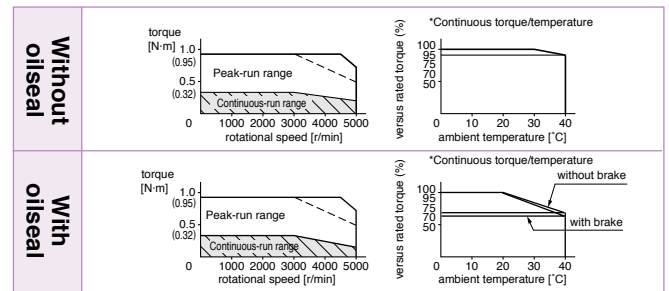 Without
oilseal
torque
[N·m]
1.0
(0.95)
0.5
(0.32)
Peak-run range
Continuous-run range
0 1000 2000 3000 4000 5000
rotational speed [r/min]
*Continuous torque/temperature
versus rated torque (%)
100
95
75
70
50
0 10 20 30 40
ambient temperature [˚C]
With
oilseal
torque
[N·m]
1.0
(0.95)
0.5
(0.32)
Peak-run range
Continuous-run range
0 1000 2000 3000 4000 5000
rotational speed [r/min]
*Continuous torque/temperature
without brake
versus rated torque (%)
100
95
75
70
50
with brake
0 10 20 30 40
ambient temperature [˚C]